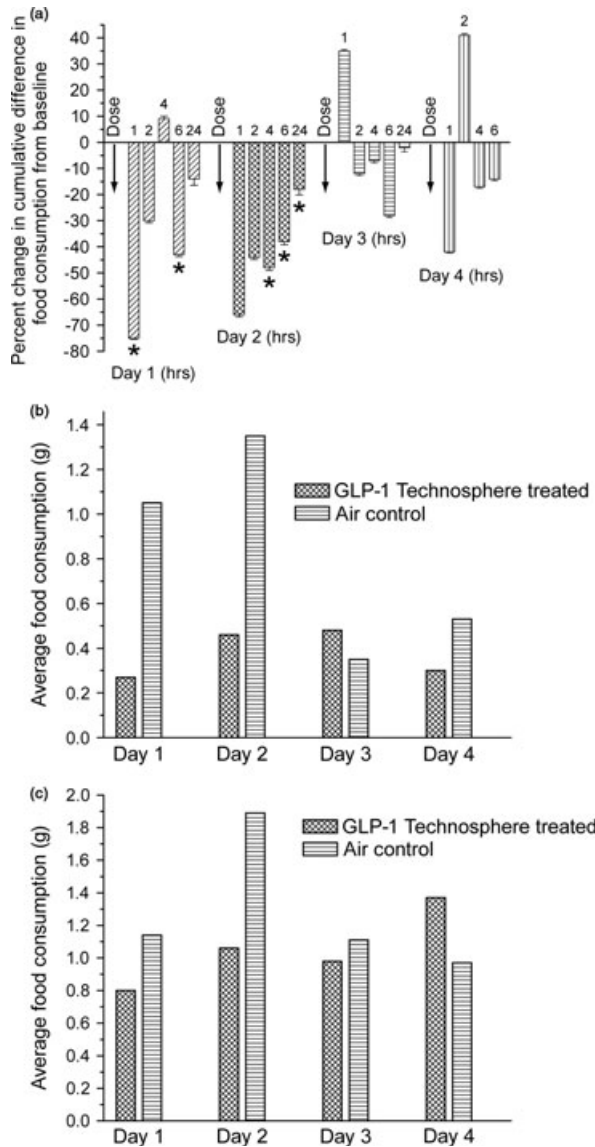 (a)
Percent change in cumulative difference in
food consumption from baseline
40
30
20
10
0
-10
-20
-30
-40
-50
-60
-70
-80
Dose
1
2
4
6
24
*
*
Day 1 (hrs)
Dose
1
2
4
6
24
*
*
*
Day 2 (hrs)
Dose
1
2
4
6
24
Day 3 (hrs)
Dose
1
2
4
6
Day 4 (hrs)
(b)
Average food consumption (g)
1.4
1.2
1.0
0.8
0.6
0.4
0.2
0.0
GLP-1 Technosphere treated
Air control
Day 1
Day 2
Day 3
Day 4
(c)
Average food consumption (g)
2.0
1.8
1.6
1.4
1.2
1.0
0.8
0.6
0.4
0.2
0.0
GLP-1 Technosphere treated
Air control
Day 1
Day 2
Day 3
Day 4